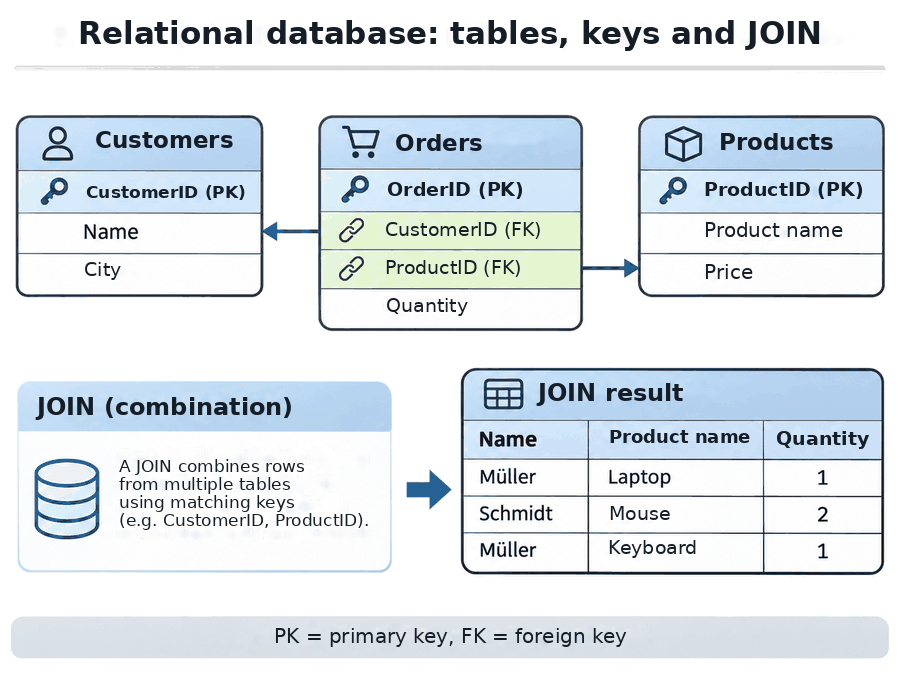 Relational database: tables, keys and JOIN
Customers
CustomerID (PK)
Name
City
Orders
OrderID (PK)
CustomerID (FK)
ProductID (FK)
Quantity
Products
ProductID (PK)
Product name
Price
JOIN (combination)
A JOIN combines rows
from multiple tables
using matching keys
(e.g. CustomerID, ProductID).
JOIN result
Name Product name Quantity
Müller Laptop 1
Schmidt Mouse 2
Müller Keyboard 1
PK = primary key, FK = foreign key